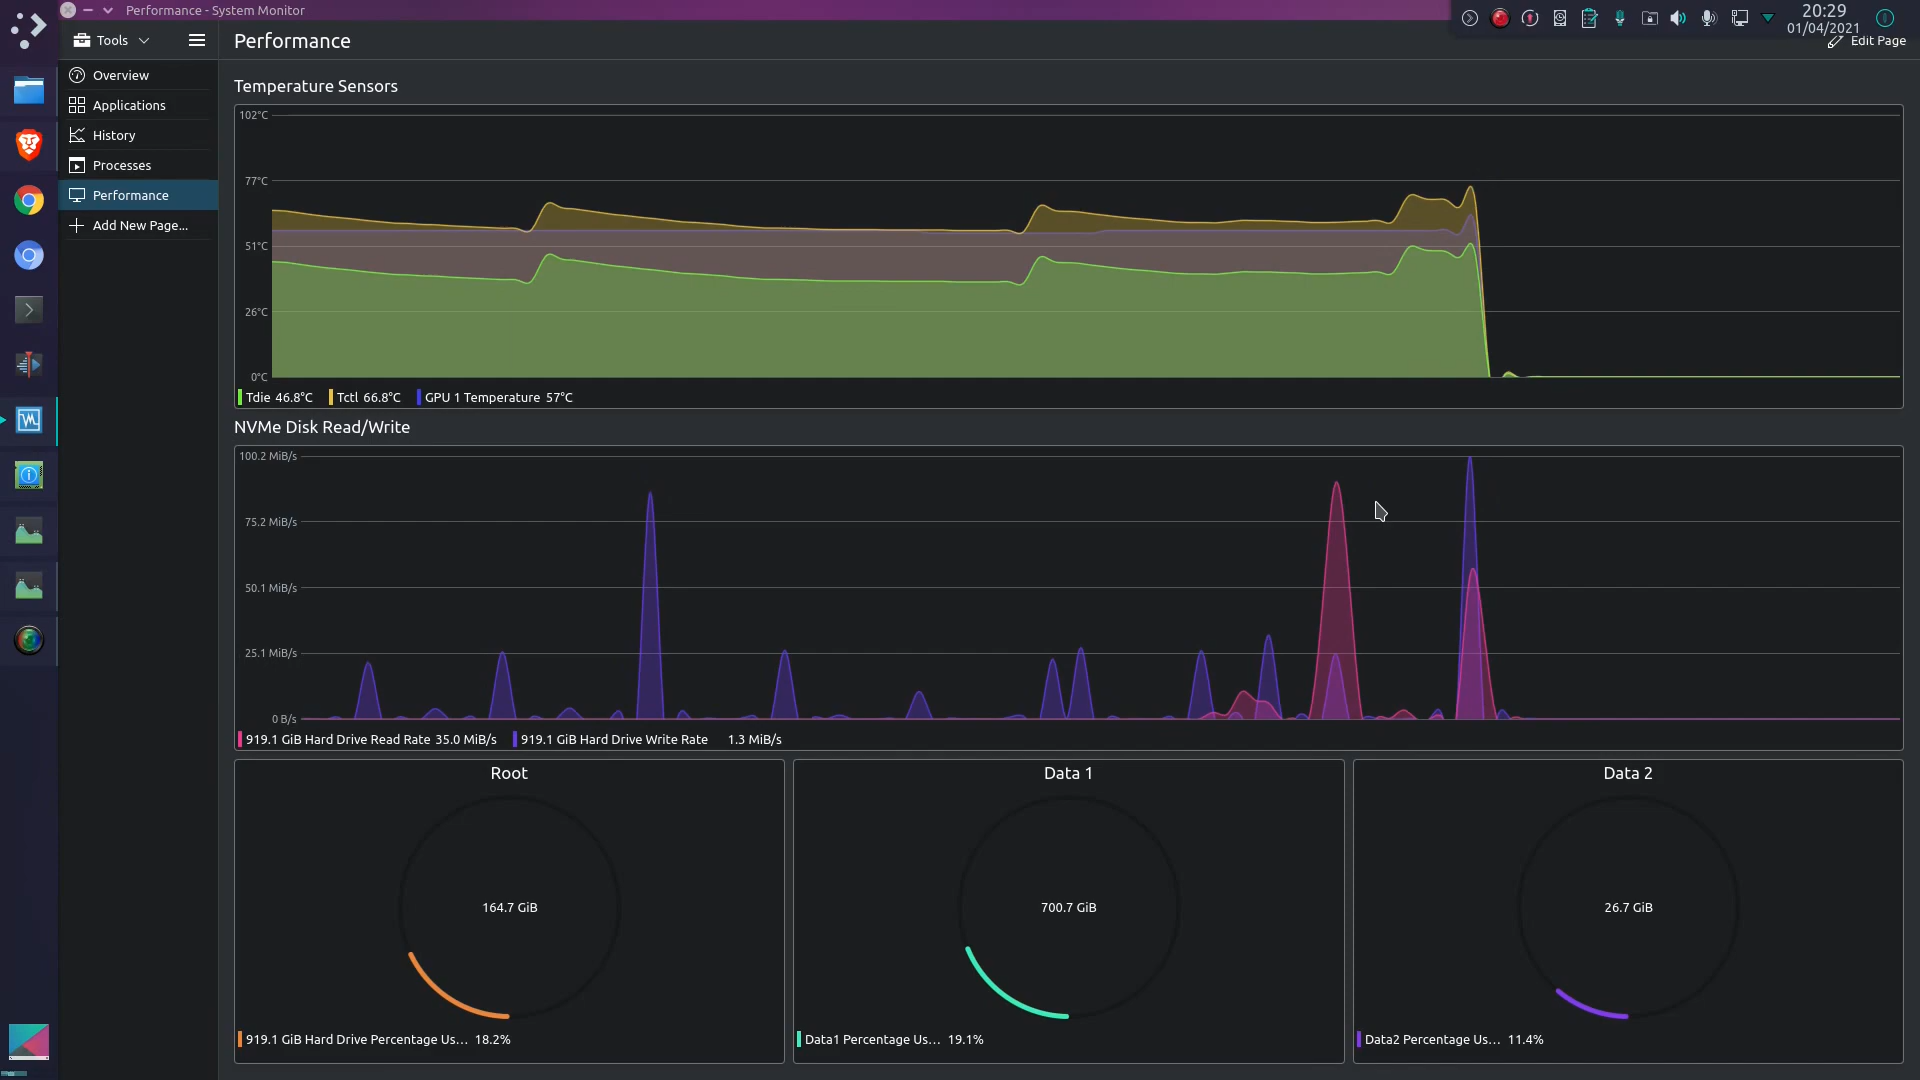 Performance - System Monitor
20:29
01/04/2021
Tools
Performance
Edit Page
Overview
Applications
History
Processes
Performance
Add New Page...
Temperature Sensors
102°C
77°C
51°C
26°C
0°C
Tdie 46.8°C Tctl 66.8°C GPU 1 Temperature 57°C
NVMe Disk Read/Write
100.2 MiB/s
75.2 MiB/s
50.1 MiB/s
25.1 MiB/s
0 B/s
919.1 GiB Hard Drive Read Rate 35.0 MiB/s 919.1 GiB Hard Drive Write Rate 1.3 MiB/s
Root
164.7 GiB
919.1 GiB Hard Drive Percentage Us... 18.2%
Data 1
700.7 GiB
Data1 Percentage Us... 19.1%
Data 2
26.7 GiB
Data2 Percentage Us... 11.4%